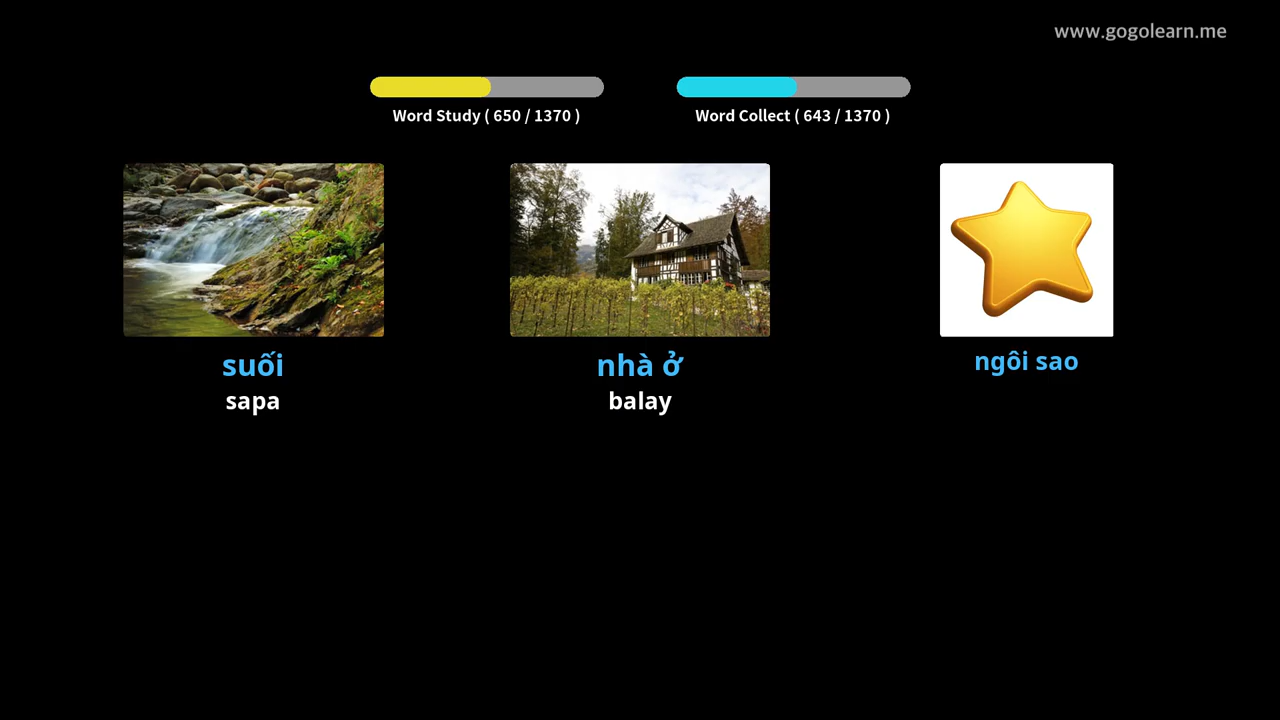 www.gogolearn.me
Word Study ( 650 / 1370 )
Word Collect ( 643 / 1370 )
suối
sapa
nhà ở
balay
ngôi sao